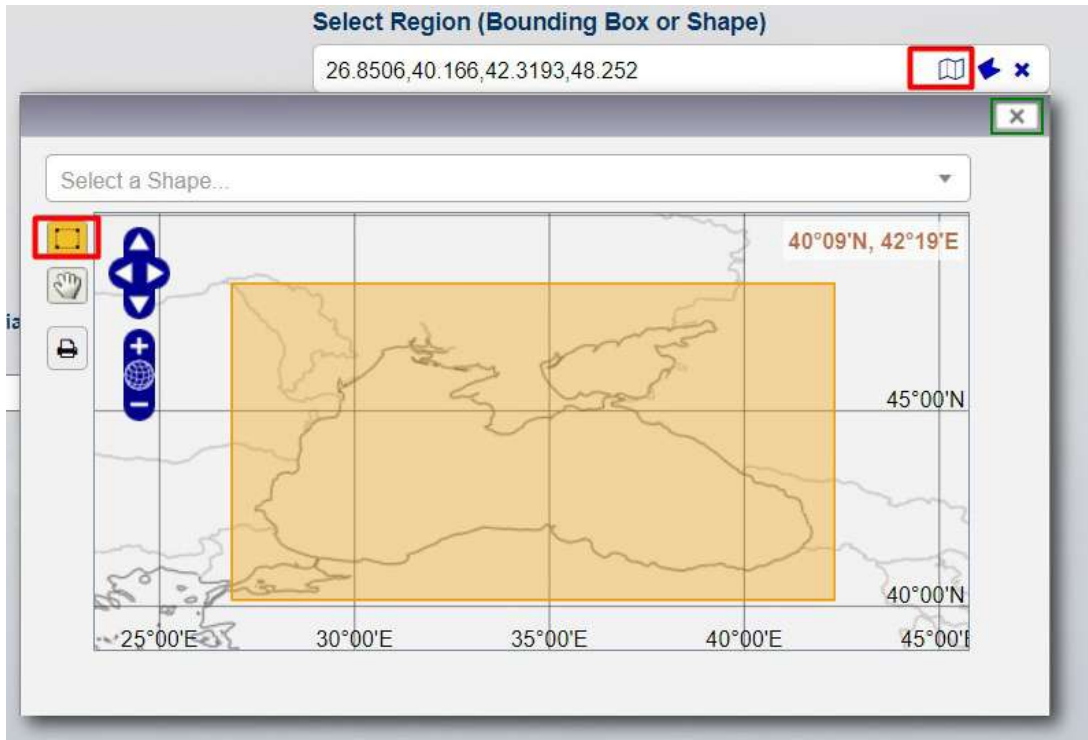 Select Region (Bounding Box or Shape)
26.8506,40.166,42.3193,48.252
Select a Shape...
40°09'N, 42°19'E
45°00'N
40°00'N
25°00'E 30°00'E 35°00'E 40°00'E 45°00'E